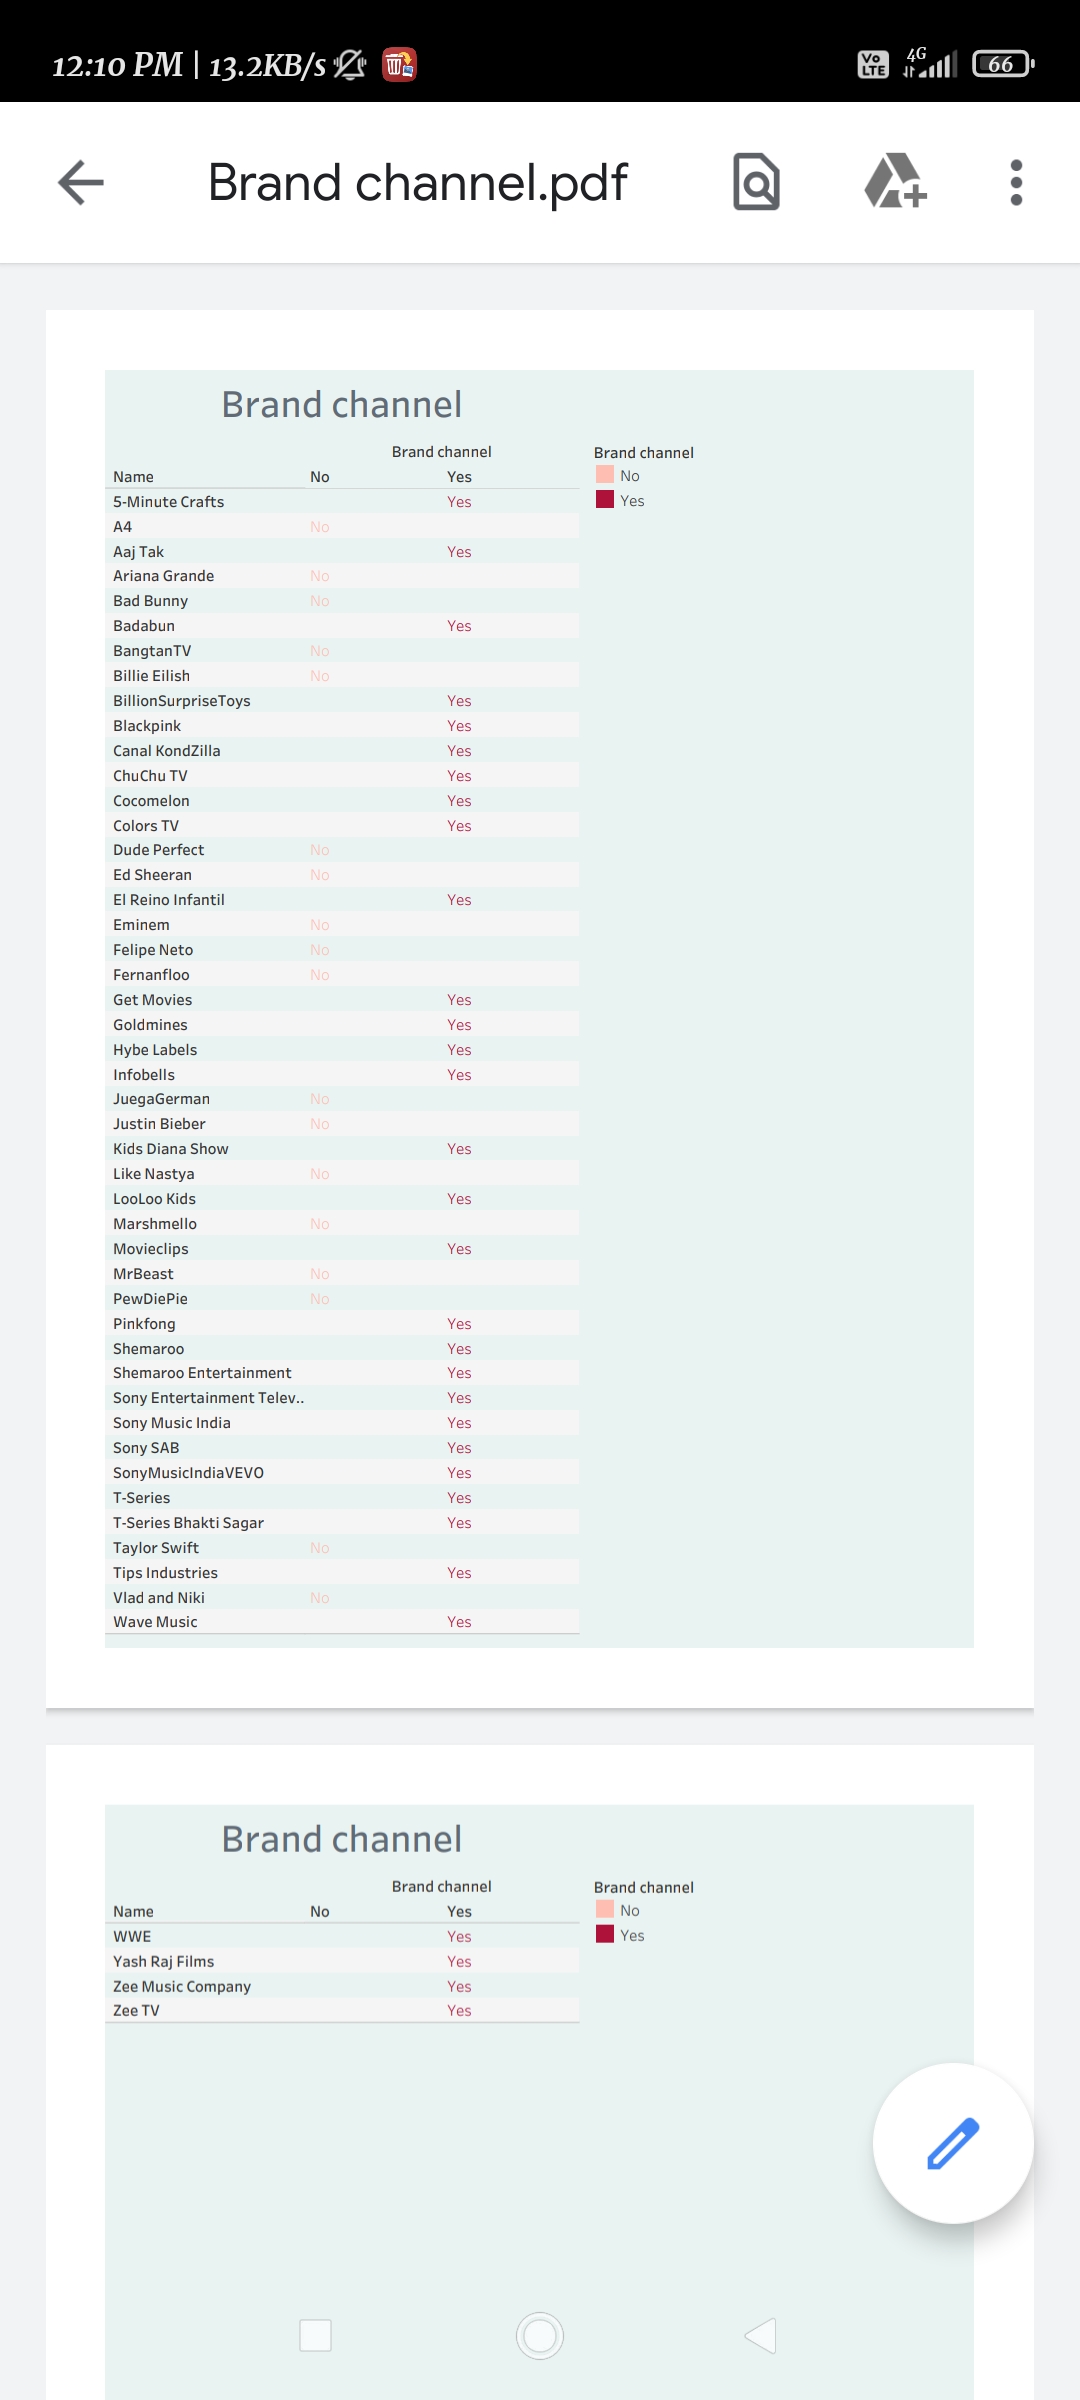 12:10 PM | 13.2KB/s Vo LTE 4G 66
Brand channel.pdf
Brand channel
Brand channel
Name No Yes
5-Minute Crafts Yes
A4 No
Aaj Tak Yes
Ariana Grande No
Bad Bunny No
Badabun Yes
BangtanTV No
Billie Eilish No
BillionSurpriseToys Yes
Blackpink Yes
Canal KondZilla Yes
ChuChu TV Yes
Cocomelon Yes
Colors TV Yes
Dude Perfect No
Ed Sheeran No
El Reino Infantil Yes
Eminem No
Felipe Neto No
Fernanfloo No
Get Movies Yes
Goldmines Yes
Hybe Labels Yes
Infobells Yes
JuegaGerman No
Justin Bieber No
Kids Diana Show Yes
Like Nastya No
LooLoo Kids Yes
Marshmello No
Movieclips Yes
MrBeast No
PewDiePie No
Pinkfong Yes
Shemaroo Yes
Shemaroo Entertainment Yes
Sony Entertainment Telev.. Yes
Sony Music India Yes
Sony SAB Yes
SonyMusicIndiaVEVO Yes
T-Series Yes
T-Series Bhakti Sagar Yes
Taylor Swift No
Tips Industries Yes
Vlad and Niki No
Wave Music Yes
Brand channel
No
Yes
Brand channel
Brand channel
Name No Yes
WWE Yes
Yash Raj Films Yes
Zee Music Company Yes
Zee TV Yes
Brand channel
No
Yes